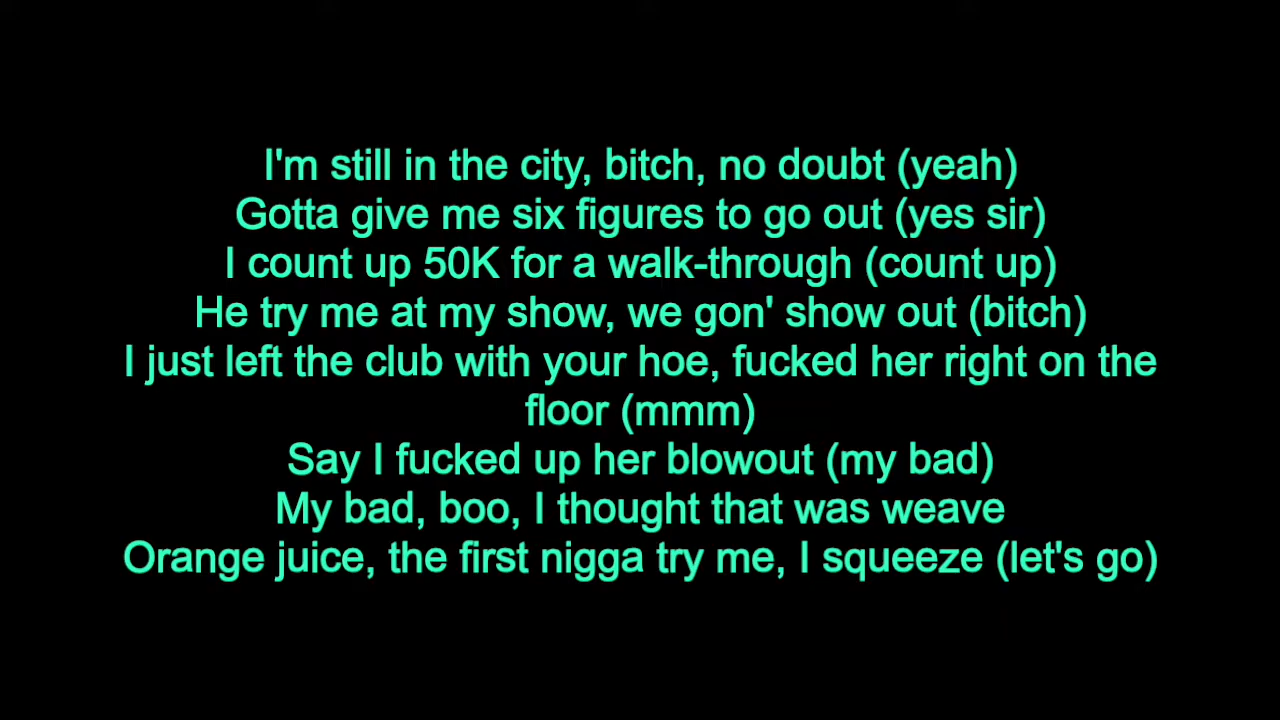 I'm still in the city, bitch, no doubt (yeah)
Gotta give me six figures to go out (yes sir)
I count up 50K for a walk-through (count up)
He try me at my show, we gon' show out (bitch)
I just left the club with your hoe, fucked her right on the
floor (mmm)
Say I fucked up her blowout (my bad)
My bad, boo, I thought that was weave
Orange juice, the first nigga try me, I squeeze (let's go)